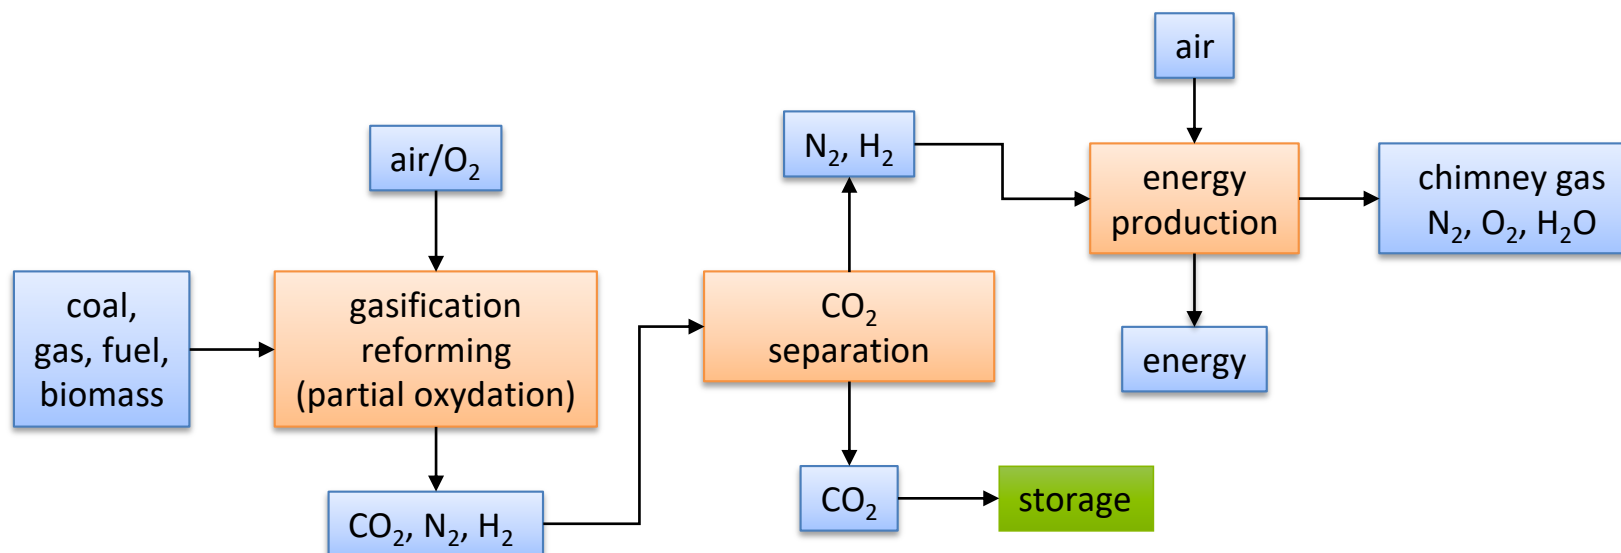 air
N₂, H₂
air/O₂
energy
production
chimney gas
N₂, O₂, H₂O
coal,
gas, fuel,
biomass
gasification
reforming
(partial oxydation)
CO₂
separation
energy
CO₂
storage
CO₂, N₂, H₂